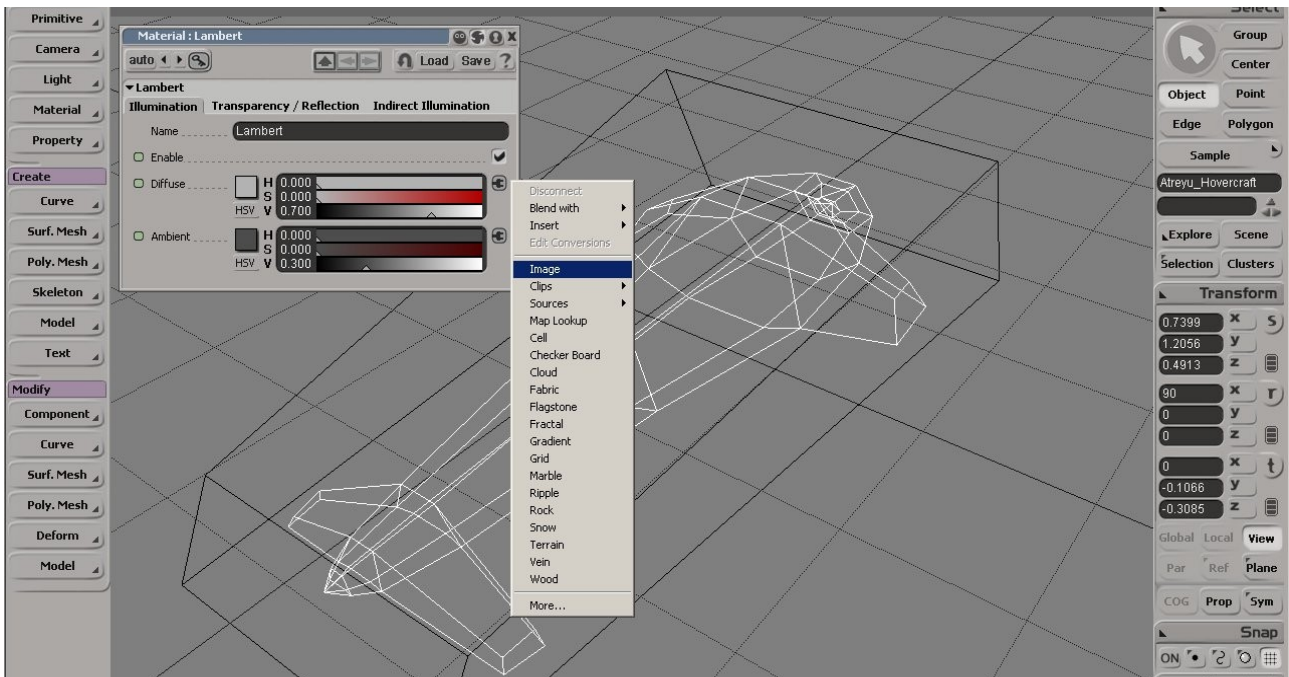 Primitive
Camera
Light
Material
Property
Create
Curve
Surf. Mesh
Poly. Mesh
Skeleton
Model
Text
Modify
Component
Curve
Surf. Mesh
Poly. Mesh
Deform
Model
Material : Lambert
auto
Load Save ?
Lambert
Illumination Transparency / Reflection Indirect Illumination
Name Lambert
Enable
Diffuse H 0.000
S 0.000
HSV V 0.700
Ambient H 0.000
S 0.000
HSV V 0.300
Disconnect
Blend with
Insert
Edit Conversions
Image
Clips
Sources
Map Lookup
Cell
Checker Board
Cloud
Fabric
Flagstone
Fractal
Gradient
Grid
Marble
Ripple
Rock
Snow
Terrain
Vein
Wood
More...
Select
Group
Center
Object Point
Edge Polygon
Sample
Atreyu_Hovercraft
Explore Scene
Selection Clusters
Transform
0.7399 x s
1.2056 y
0.4913 z
90 x r
0 y
0 z
0 x t
-0.1066 y
-0.3085 z
Global Local View
Par Ref Plane
COG Prop Sym
Snap
ON